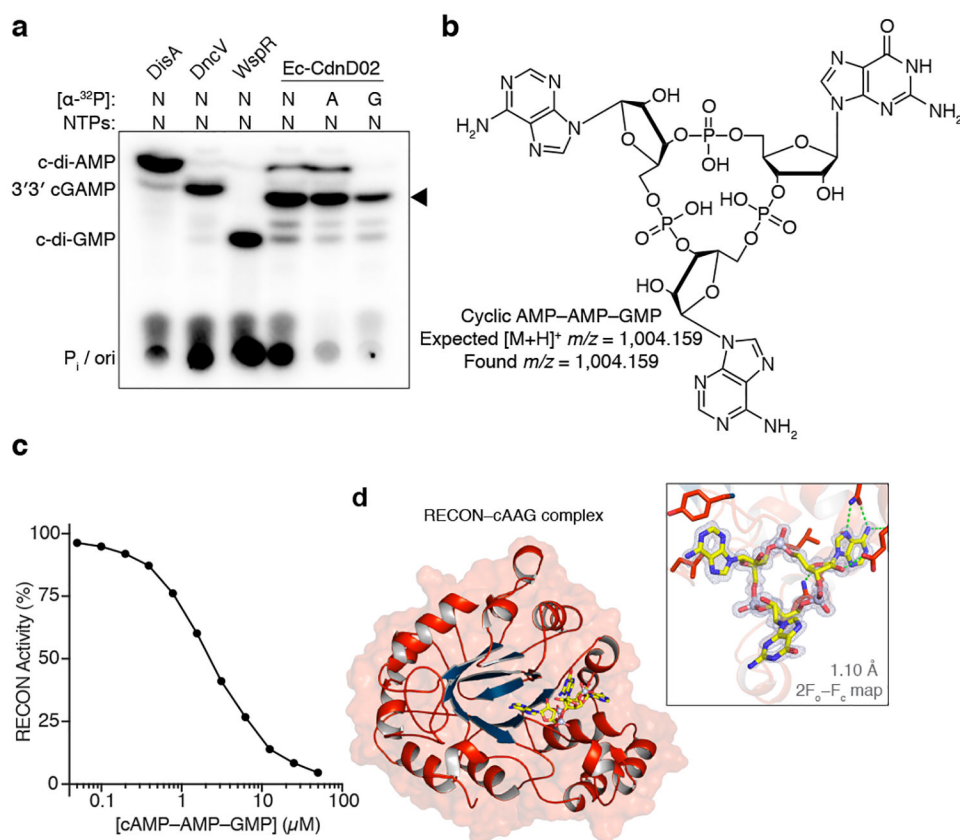 a
DisA DncV WspR Ec-CdnD02
[α-³²P]: N N N N A G
NTPs: N N N N N N
c-di-AMP
3′3′ cGAMP
c-di-GMP
Pᵢ / ori
b
O
N NH
N N NH₂
N N
H₂N N N
OH
O O P O O
OH
O
O
OH
O P OH HO P O
O O
O O
HO O
N N
N N
NH₂
Cyclic AMP–AMP–GMP
Expected [M+H]⁺ m/z = 1,004.159
Found m/z = 1,004.159
c
RECON Activity (%)
100
75
50
25
0
0.1 1 10 100
[cAMP–AMP–GMP] (µM)
d
RECON–cAAG complex
1.10 Å
2Fₒ–F꜀ map